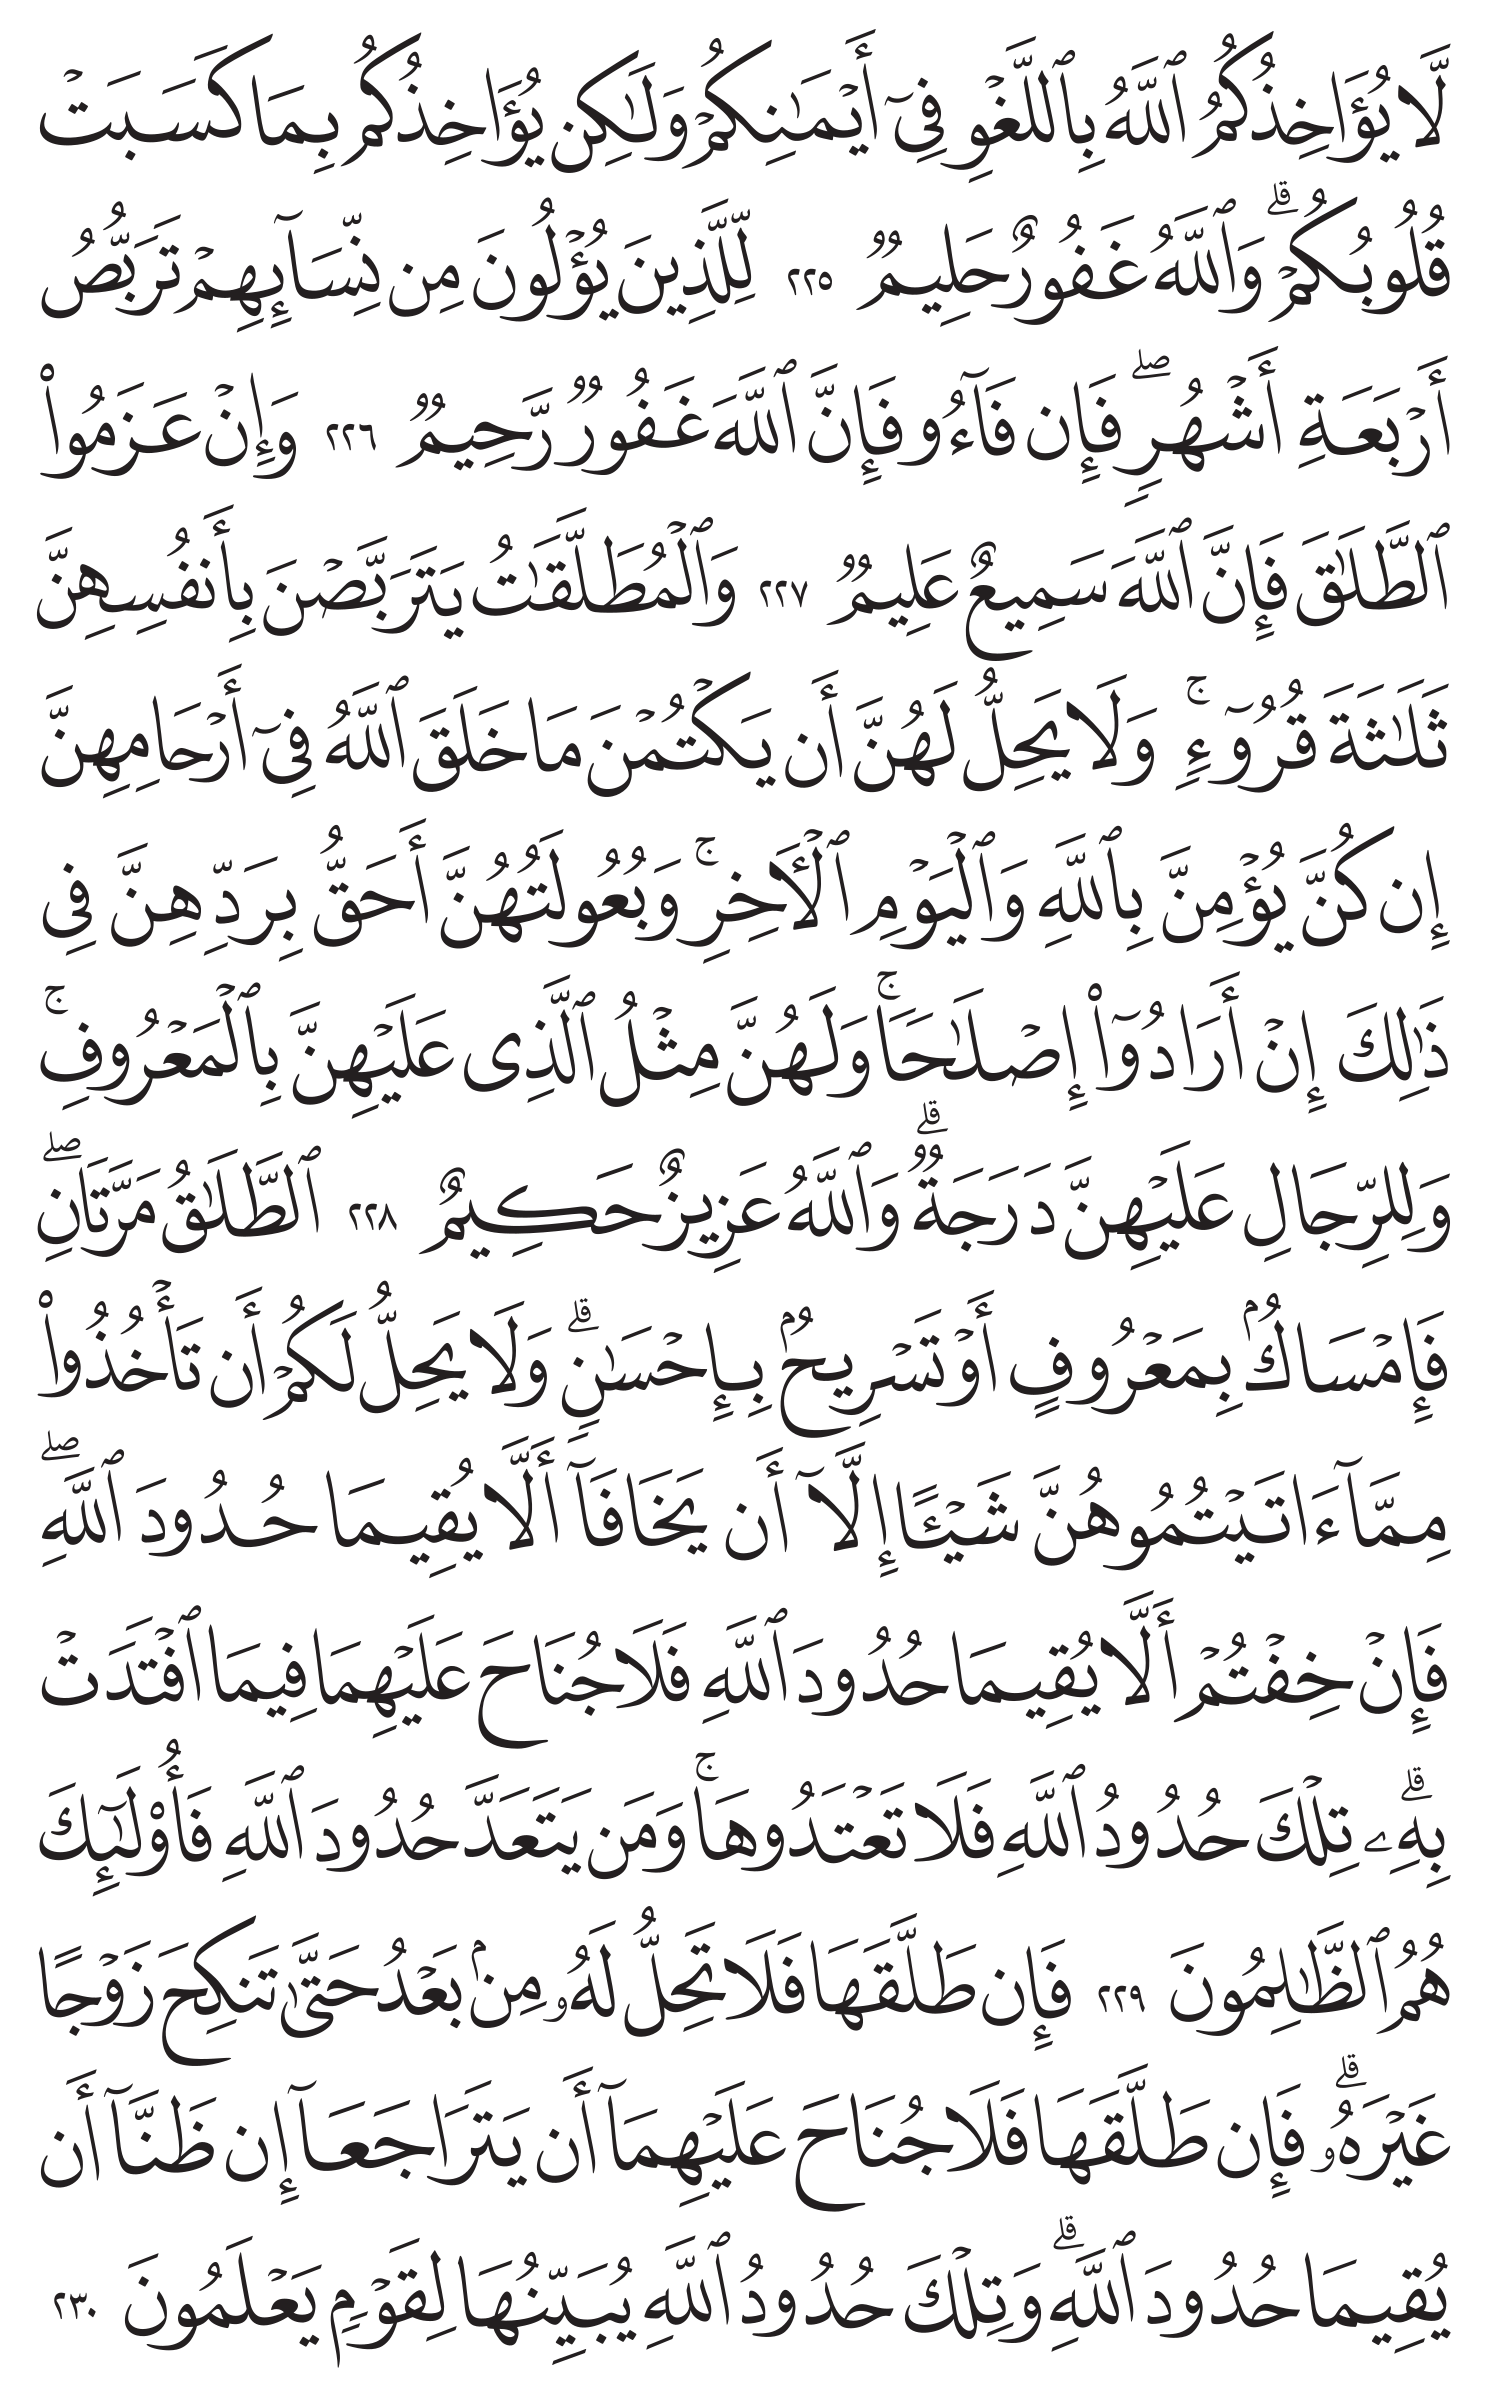 لَّا يُؤَاخِذُكُمُ ٱللَّهُ بِٱللَّغۡوِ فِىٓ أَيۡمَـٰنِكُمۡ وَلَـٰكِن يُؤَاخِذُكُم بِمَا كَسَبَتۡ
قُلُوبُكُمۡۗ وَٱللَّهُ غَفُورٌ حَلِيمٞ ٢٢٥ لِّلَّذِينَ يُؤۡلُونَ مِن نِّسَآئِهِمۡ تَرَبُّصُ
أَرۡبَعَةِ أَشۡهُرٖۖ فَإِن فَآءُو فَإِنَّ ٱللَّهَ غَفُورٞ رَّحِيمٞ ٢٢٦ وَإِنۡ عَزَمُواْ
ٱلطَّلَـٰقَ فَإِنَّ ٱللَّهَ سَمِيعٌ عَلِيمٞ ٢٢٧ وَٱلۡمُطَلَّقَـٰتُ يَتَرَبَّصۡنَ بِأَنفُسِهِنَّ
ثَلَـٰثَةَ قُرُوٓءٖۚ وَلَا يَحِلُّ لَهُنَّ أَن يَكۡتُمۡنَ مَا خَلَقَ ٱللَّهُ فِىٓ أَرۡحَامِهِنَّ
إِن كُنَّ يُؤۡمِنَّ بِٱللَّهِ وَٱلۡيَوۡمِ ٱلۡأٓخِرِۚ وَبُعُولَتُهُنَّ أَحَقُّ بِرَدِّهِنَّ فِى
ذَٰلِكَ إِنۡ أَرَادُوٓاْ إِصۡلَـٰحٗاۚ وَلَهُنَّ مِثۡلُ ٱلَّذِى عَلَيۡهِنَّ بِٱلۡمَعۡرُوفِۚ
وَلِلرِّجَالِ عَلَيۡهِنَّ دَرَجَةٞۗ وَٱللَّهُ عَزِيزٌ حَكِيمٌ ٢٢٨ ٱلطَّلَـٰقُ مَرَّتَانِۖ
فَإِمۡسَاكُۢ بِمَعۡرُوفٍ أَوۡ تَسۡرِيحُۢ بِإِحۡسَـٰنٖۗ وَلَا يَحِلُّ لَكُمۡ أَن تَأۡخُذُواْ
مِمَّآ ءَاتَيۡتُمُوهُنَّ شَيۡـًٔا إِلَّآ أَن يَخَافَآ أَلَّا يُقِيمَا حُدُودَ ٱللَّهِۖ
فَإِنۡ خِفۡتُمۡ أَلَّا يُقِيمَا حُدُودَ ٱللَّهِ فَلَا جُنَاحَ عَلَيۡهِمَا فِيمَا ٱفۡتَدَتۡ
بِهِۦۗ تِلۡكَ حُدُودُ ٱللَّهِ فَلَا تَعۡتَدُوهَاۚ وَمَن يَتَعَدَّ حُدُودَ ٱللَّهِ فَأُوْلَـٰٓئِكَ
هُمُ ٱلظَّـٰلِمُونَ ٢٢٩ فَإِن طَلَّقَهَا فَلَا تَحِلُّ لَهُۥ مِنۢ بَعۡدُ حَتَّىٰ تَنكِحَ زَوۡجًا
غَيۡرَهُۥۗ فَإِن طَلَّقَهَا فَلَا جُنَاحَ عَلَيۡهِمَآ أَن يَتَرَاجَعَآ إِن ظَنَّآ أَن
يُقِيمَا حُدُودَ ٱللَّهِۗ وَتِلۡكَ حُدُودُ ٱللَّهِ يُبَيِّنُهَا لِقَوۡمٖ يَعۡلَمُونَ ٢٣٠